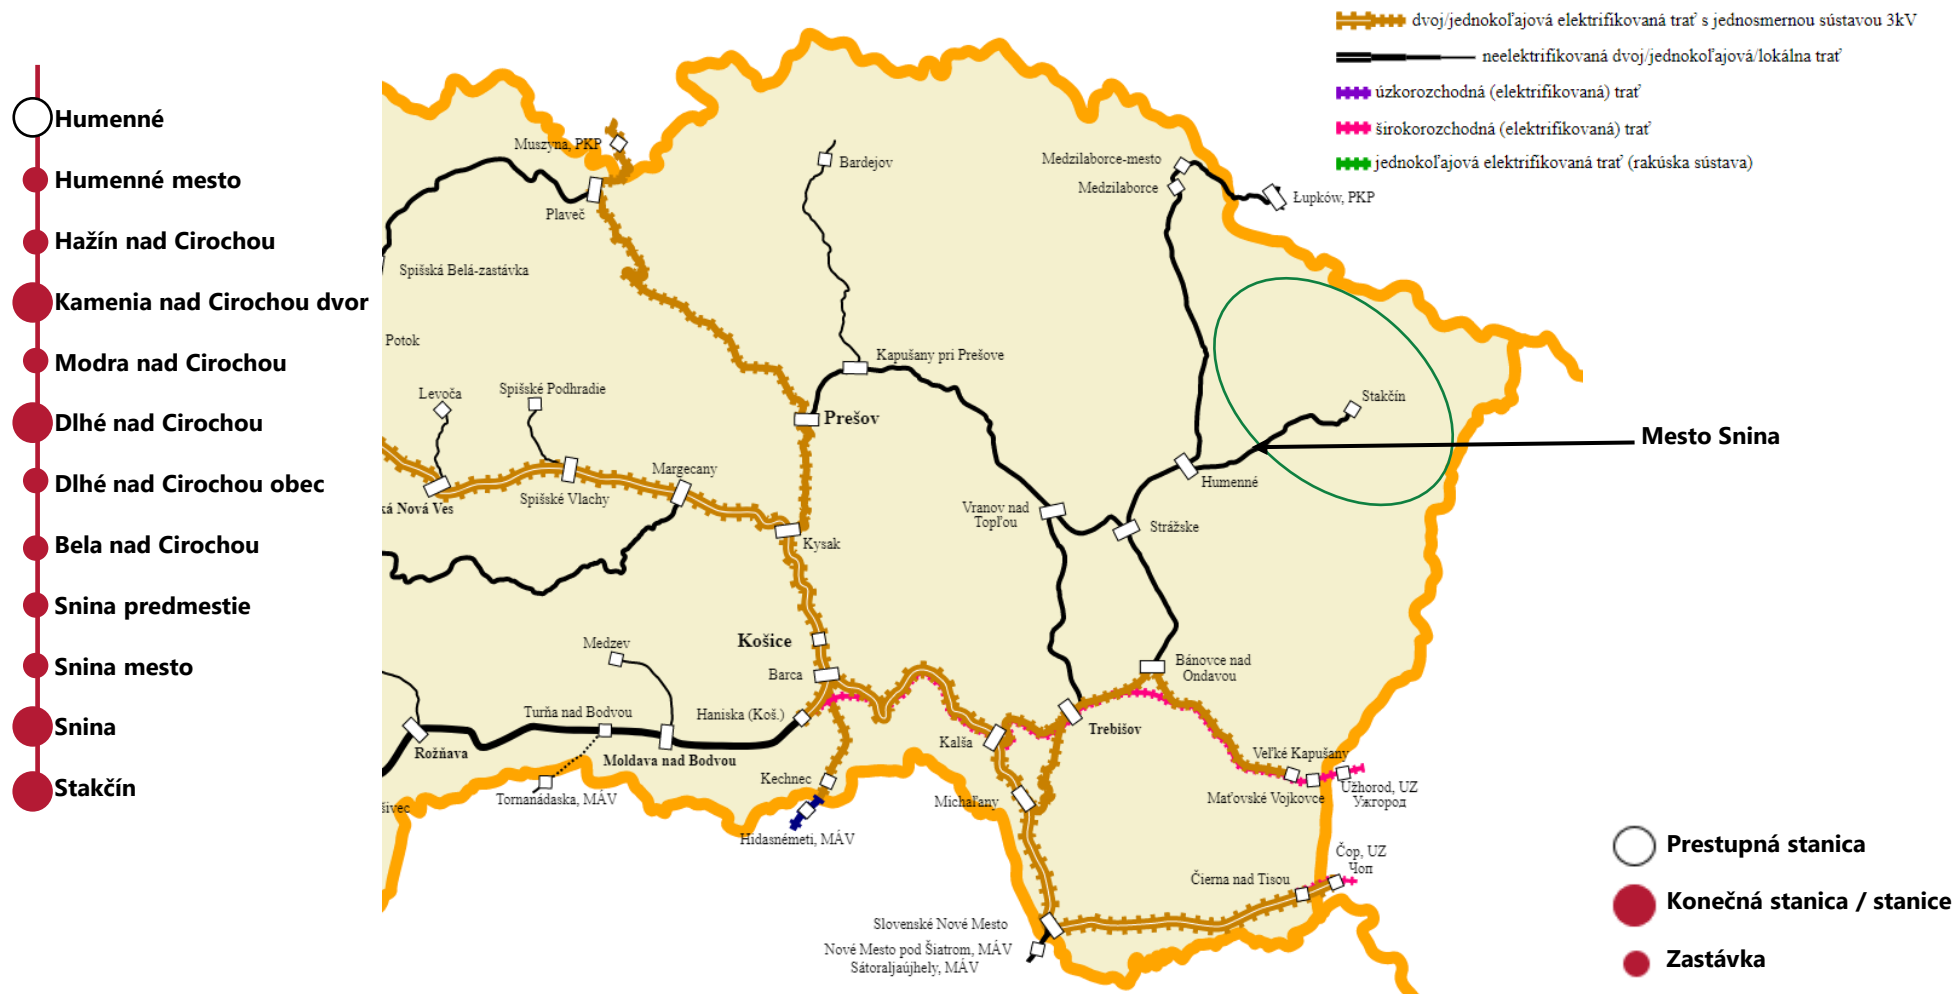 Humenné
Humenné mesto
Hažín nad Cirochou
Kamenia nad Cirochou dvor
Modra nad Cirochou
Dlhé nad Cirochou
Dlhé nad Cirochou obec
Bela nad Cirochou
Snina predmestie
Snina mesto
Snina
Stakčín
dvoj/jednokoľajová elektrifikovaná trať s jednosmernou sústavou 3kV
neelektrifikovaná dvoj/jednokoľajová/lokálna trať
úzkorozchodná (elektrifikovaná) trať
širokorozchodná (elektrifikovaná) trať
jednokoľajová elektrifikovaná trať (rakúska sústava)
Muszyna, PKP
Bardejov
Medzilaborce-mesto
Medzilaborce
Łupków, PKP
Plaveč
Spišská Belá-zastávka
Potok
Kapušany pri Prešove
Levoča
Spišské Podhradie
Prešov
Stakčín
Mesto Snina
Margecany
Spišské Vlachy
ká Nová Ves
Humenné
Vranov nad
Topľou
Strážske
Kysak
Košice
Medzev
Barca
Bánovce nad
Ondavou
Turňa nad Bodvou
Haniska (Koš.)
Rožňava
Moldava nad Bodvou
Kalša
Trebišov
Veľké Kapušany
Kechnec
Maťovské Vojkovce
Užhorod, UZ
Ужгород
Tornanádaska, MÁV
Michaľany
šivec
Hidasnémeti, MÁV
Čop, UZ
Чоп
Čierna nad Tisou
Slovenské Nové Mesto
Nové Mesto pod Šiatrom, MÁV
Sátoraljaújhely, MÁV
Prestupná stanica
Konečná stanica / stanice
Zastávka